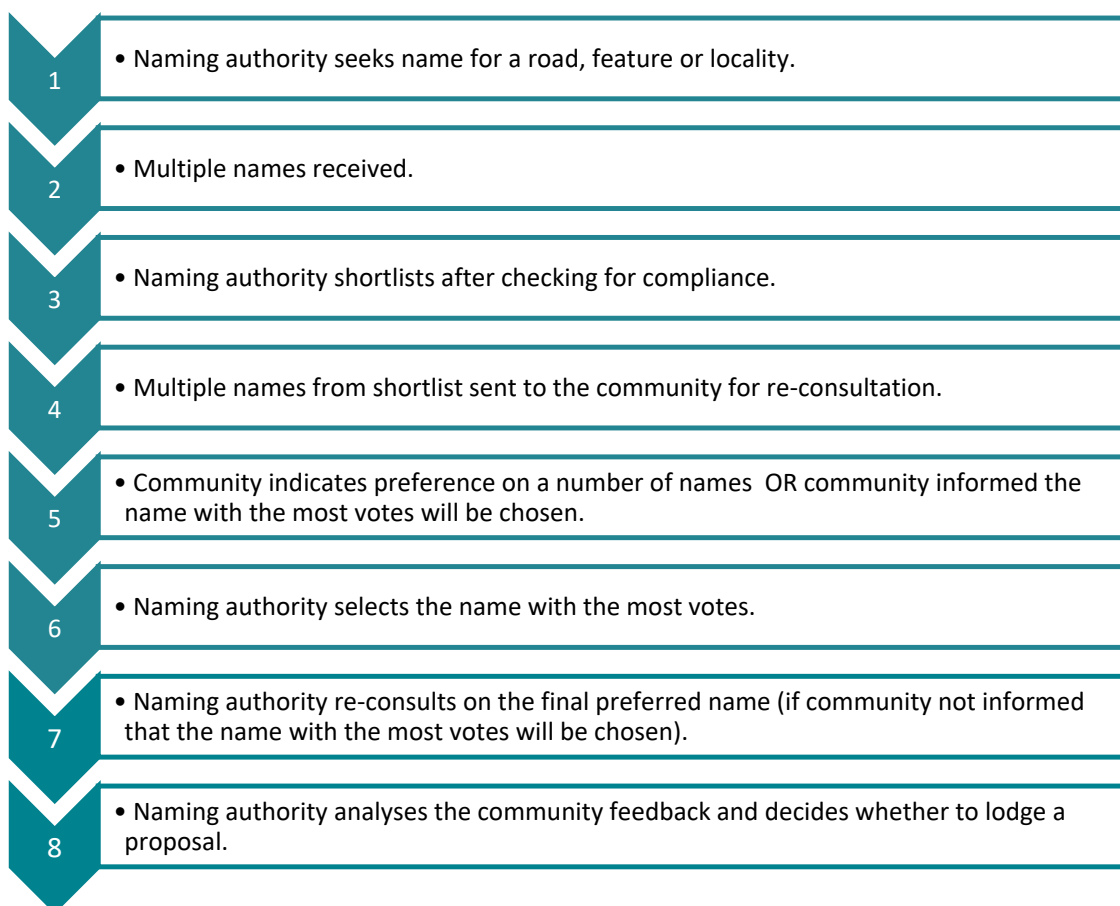 1
• Naming authority seeks name for a road, feature or locality.
2
• Multiple names received.
3
• Naming authority shortlists after checking for compliance.
4
• Multiple names from shortlist sent to the community for re-consultation.
5
• Community indicates preference on a number of names  OR community informed the
name with the most votes will be chosen.
6
• Naming authority selects the name with the most votes.
7
• Naming authority re-consults on the final preferred name (if community not informed
that the name with the most votes will be chosen).
8
• Naming authority analyses the community feedback and decides whether to lodge a
proposal.